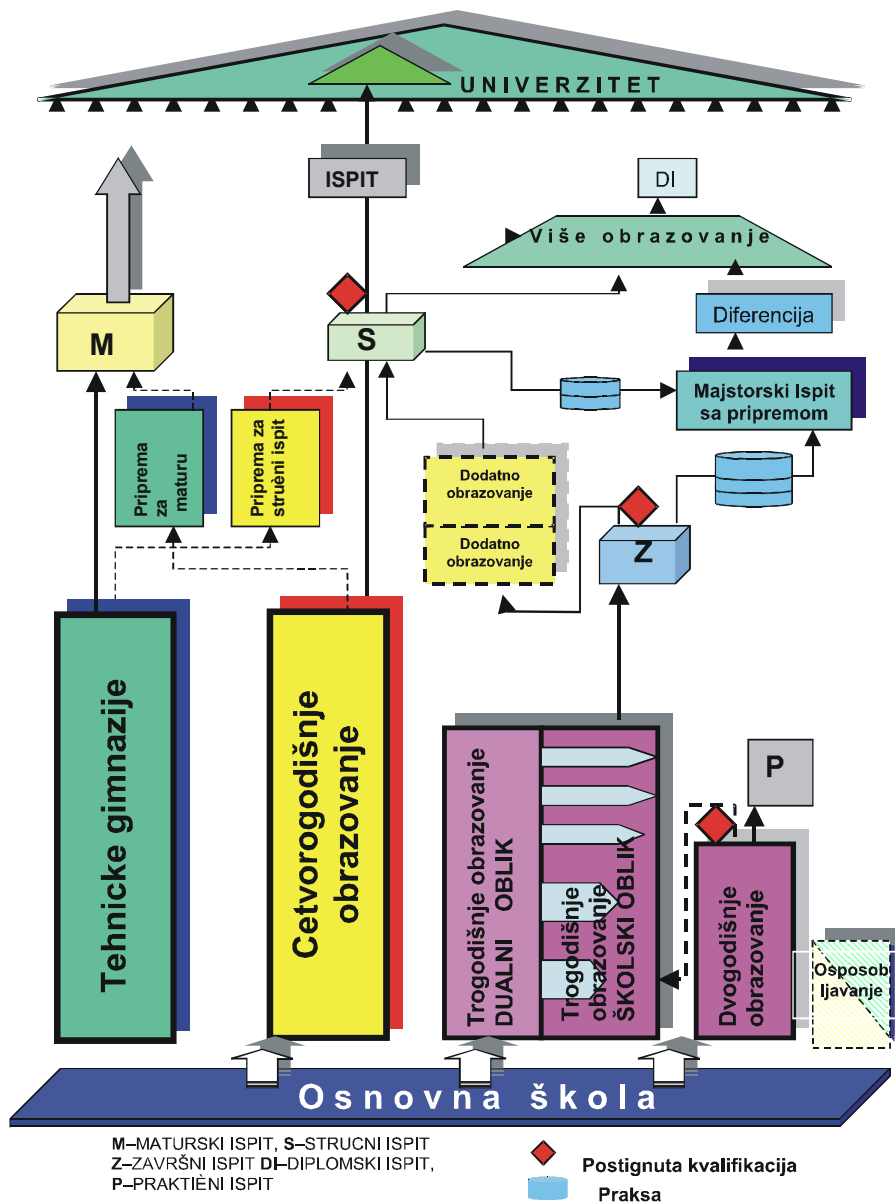 UNIVERZITET
ISPIT
DI
Više obrazovanje
M
S
Diferencija
Majstorski Ispit
sa pripremom
Priprema
za
maturu
Priprema za
struèni ispit
Dodatno
obrazovanje
Dodatno
obrazovanje
Z
Tehnicke gimnazije
Cetvorogodišnje
obrazovanje
Trogodišnje obrazovanje
DUALNI OBLIK
Trogodišnje
obrazovanje
ŠKOLSKI OBLIK
P
Dvogodišnje
obrazovanje
Osposob
ljavanje
Osnovna škola
M–MATURSKI ISPIT, S–STRUCNI ISPIT
Z–ZAVRŠNI ISPIT DI–DIPLOMSKI ISPIT,
P–PRAKTIÈNI ISPIT
Postignuta kvalifikacija
Praksa